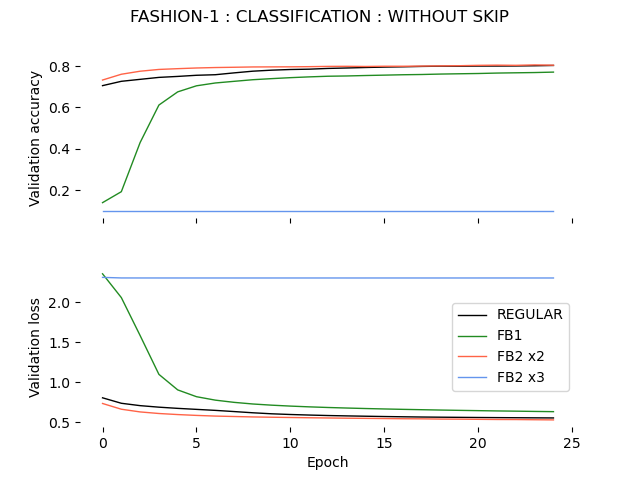 FASHION-1 : CLASSIFICATION : WITHOUT SKIP
Validation accuracy
0.8
0.6
0.4
0.2
Validation loss
2.0
1.5
1.0
0.5
REGULAR
FB1
FB2 x2
FB2 x3
0 5 10 15 20 25
Epoch